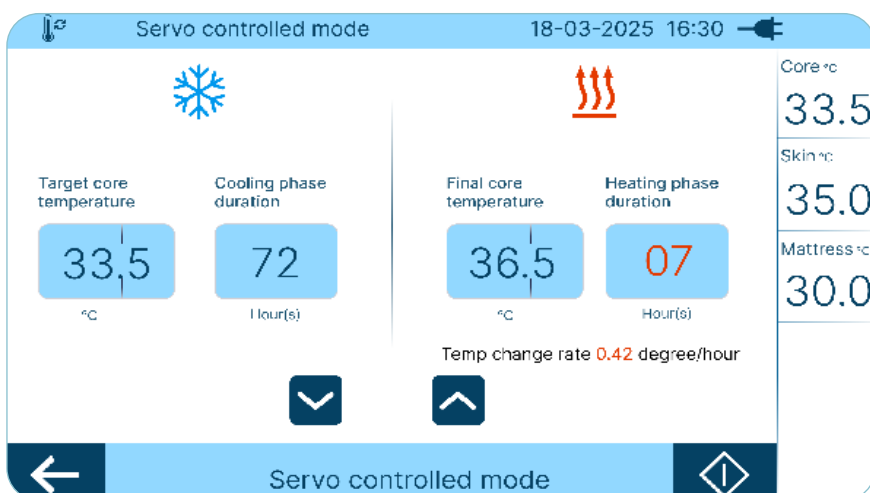 Servo controlled mode 18-03-2025 16:30
Core °C
33.5
Skin °C
35.0
Mattress °C
30.0
Target core temperature
33.5
°C
Cooling phase duration
72
Hour(s)
Final core temperature
36.5
°C
Heating phase duration
07
Hour(s)
Temp change rate 0.42 degree/hour
Servo controlled mode